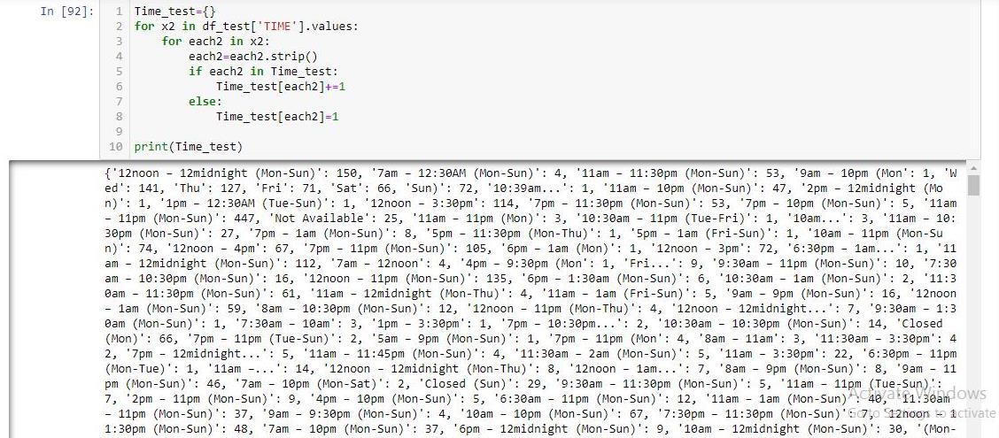 In [92]:
1 Time_test={}
2 for x2 in df_test['TIME'].values:
3     for each2 in x2:
4         each2=each2.strip()
5         if each2 in Time_test:
6             Time_test[each2]+=1
7         else:
8             Time_test[each2]=1
9
10 print(Time_test)
{'12noon – 12midnight (Mon-Sun)': 150, '7am – 12:30AM (Mon-Sun)': 4, '11am – 11:30pm (Mon-Sun)': 53, '9am – 10pm (Mon': 1, 'W
ed': 141, 'Thu': 127, 'Fri': 71, 'Sat': 66, 'Sun)': 72, '10:39am...': 1, '11am – 10pm (Mon-Sun)': 47, '2pm – 12midnight (Mo
n)': 1, '1pm – 12:30AM (Tue-Sun)': 1, '12noon – 3:30pm': 114, '7pm – 11:30pm (Mon-Sun)': 53, '7pm – 10pm (Mon-Sun)': 5, '11am
– 11pm (Mon-Sun)': 447, 'Not Available': 25, '11am – 11pm (Mon)': 3, '10:30am – 11pm (Tue-Fri)': 1, '10am...': 3, '11am – 10:
30pm (Mon-Sun)': 27, '7pm – 1am (Mon-Sun)': 8, '5pm – 11:30pm (Mon-Thu)': 1, '5pm – 1am (Fri-Sun)': 1, '10am – 11pm (Mon-Su
n)': 74, '12noon – 4pm': 67, '7pm – 11pm (Mon-Sun)': 105, '6pm – 1am (Mon)': 1, '12noon – 3pm': 72, '6:30pm – 1am...': 1, '11
am – 12midnight (Mon-Sun)': 112, '7am – 12noon': 4, '4pm – 9:30pm (Mon': 1, 'Fri...': 9, '9:30am – 11pm (Mon-Sun)': 10, '7:30
am – 10:30pm (Mon-Sun)': 16, '12noon – 11pm (Mon-Sun)': 135, '6pm – 1:30am (Mon-Sun)': 6, '10:30am – 1am (Mon-Sun)': 2, '11:3
0am – 11:30pm (Mon-Sun)': 61, '11am – 12midnight (Mon-Thu)': 4, '11am – 1am (Fri-Sun)': 5, '9am – 9pm (Mon-Sun)': 16, '12noon
– 1am (Mon-Sun)': 59, '8am – 10:30pm (Mon-Sun)': 12, '12noon – 11pm (Mon-Thu)': 4, '12noon – 12midnight...': 7, '9:30am – 1:3
0am (Mon-Sun)': 1, '7:30am – 10am': 3, '1pm – 3:30pm': 1, '7pm – 10:30pm...': 2, '10:30am – 10:30pm (Mon-Sun)': 14, 'Closed
(Mon)': 66, '7pm – 11pm (Tue-Sun)': 2, '5am – 9pm (Mon-Sun)': 1, '7pm – 11pm (Mon': 4, '8am – 11am': 3, '11:30am – 3:30pm': 4
2, '7pm – 12midnight...': 5, '11am – 11:45pm (Mon-Sun)': 4, '11:30am – 2am (Mon-Sun)': 5, '11am – 3:30pm': 22, '6:30pm – 11pm
(Mon-Tue)': 1, '11am –...': 14, '12noon – 12midnight (Mon-Thu)': 8, '12noon – 1am...': 7, '8am – 9pm (Mon-Sun)': 8, '9am – 11
pm (Mon-Sun)': 46, '7am – 10pm (Mon-Sat)': 2, 'Closed (Sun)': 29, '9:30am – 11:30pm (Mon-Sun)': 5, '11am – 11pm (Tue-Sun)':
7, '2pm – 11pm (Mon-Sun)': 9, '4pm – 10pm (Mon-Sun)': 5, '6:30am – 11pm (Mon-Sun)': 12, '11am – 1am (Mon-Sun)': 40, '11:30am
– 11pm (Mon-Sun)': 37, '9am – 9:30pm (Mon-Sun)': 4, '10am – 10pm (Mon-Sun)': 67, '7:30pm – 11:30pm (Mon-Sun)': 7, '12noon – 1
1:30pm (Mon-Sun)': 48, '7am – 10pm (Mon-Sun)': 37, '6pm – 12midnight (Mon-Sun)': 9, '10am – 12midnight (Mon-Sun)': 30, '(Mon-
Activate Windows
Go to Settings to activate